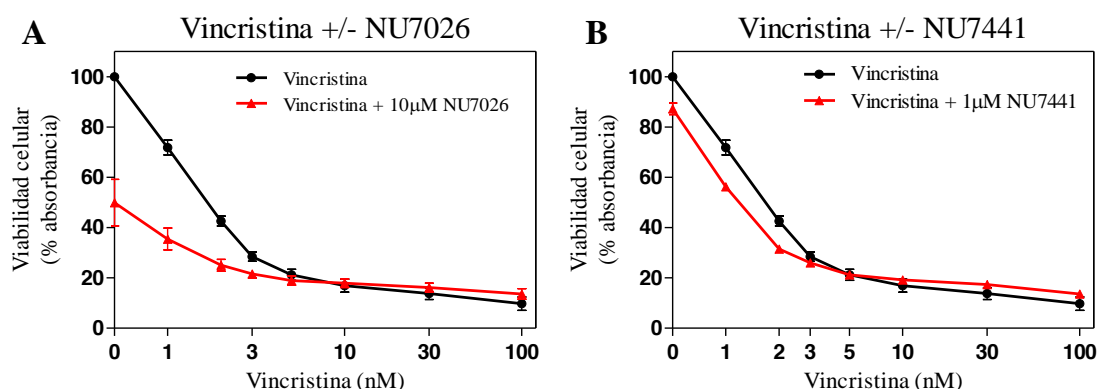 A
Vincristina +/- NU7026
Viabilidad celular
(% absorbancia)
100
80
60
40
20
0
Vincristina
Vincristina + 10μM NU7026
0 1 3 10 30 100
Vincristina (nM)
B
Vincristina +/- NU7441
Viabilidad celular
(% absorbancia)
100
80
60
40
20
0
Vincristina
Vincristina + 1μM NU7441
0 1 2 3 5 10 30 100
Vincristina (nM)